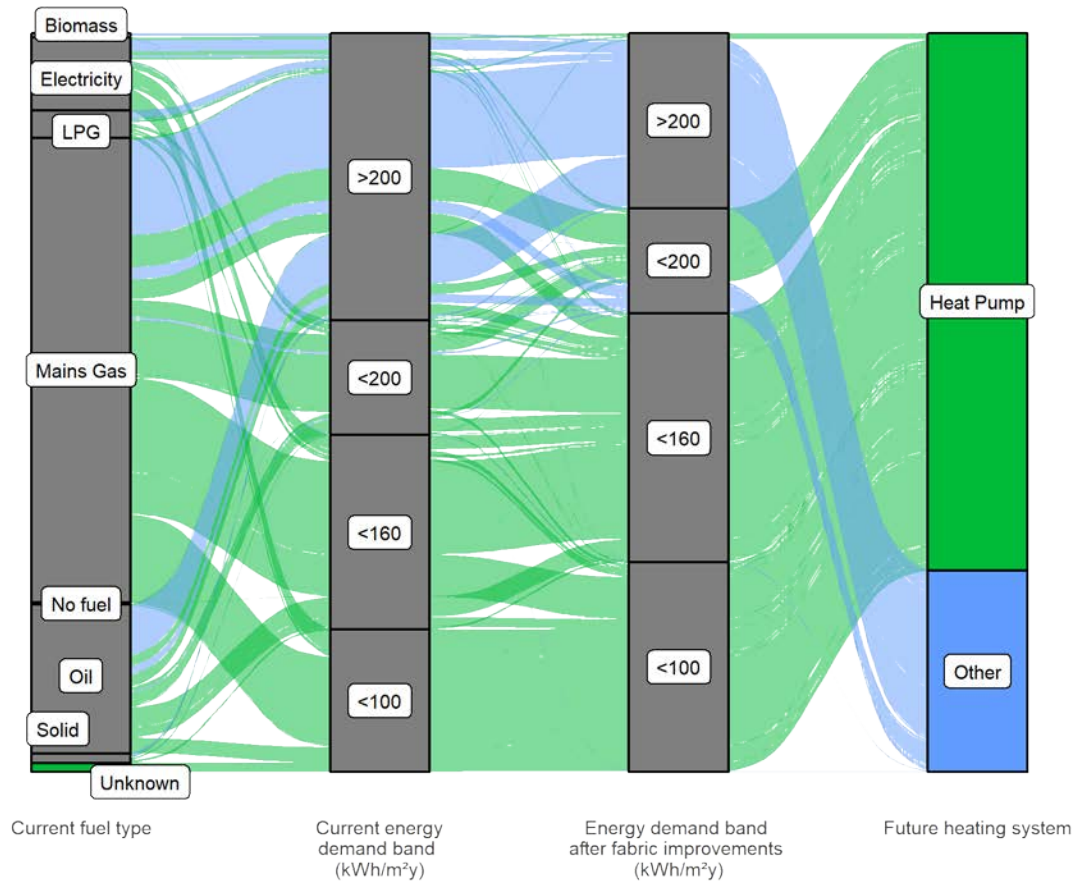 Biomass
Electricity
LPG
Mains Gas
No fuel
Oil
Solid
Unknown
>200
<200
<160
<100
>200
<200
<160
<100
Heat Pump
Other
Current fuel type
Current energy
demand band
(kWh/m²y)
Energy demand band
after fabric improvements
(kWh/m²y)
Future heating system